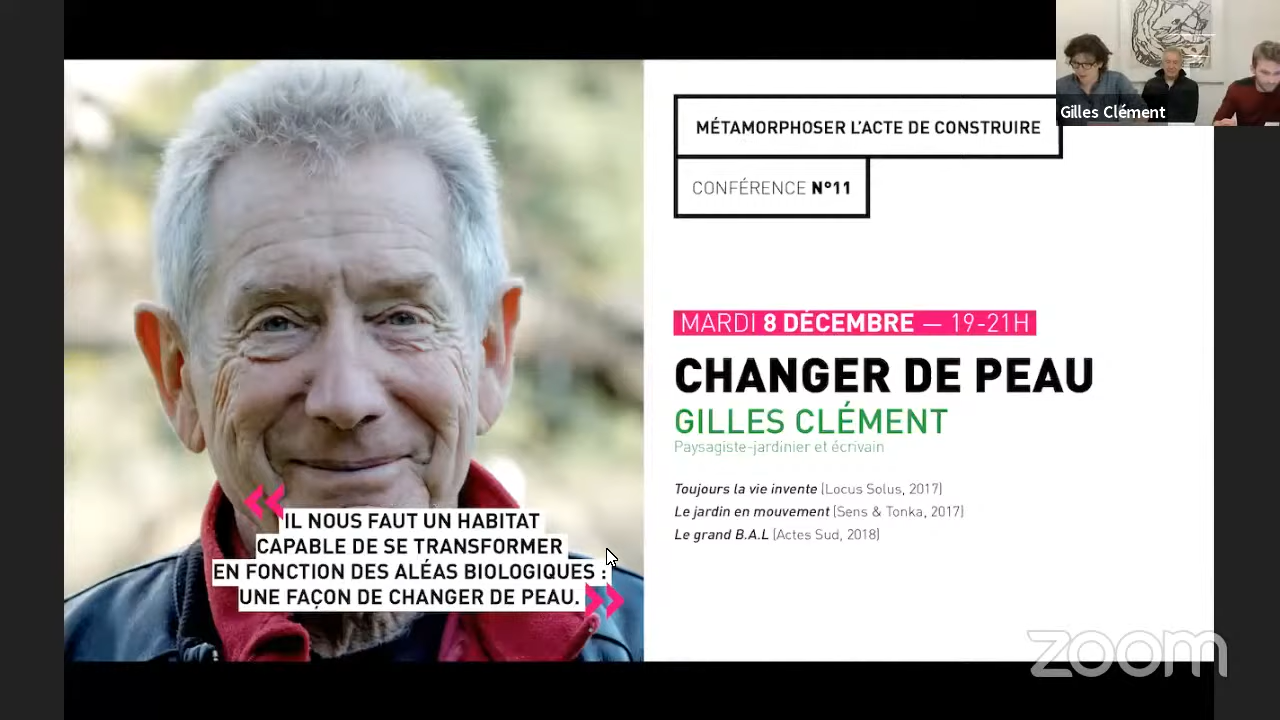 Gilles Clément
MÉTAMORPHOSER L'ACTE DE CONSTRUIRE
CONFÉRENCE N°11
MARDI 8 DÉCEMBRE — 19-21H
CHANGER DE PEAU
GILLES CLÉMENT
Paysagiste-jardinier et écrivain
Toujours la vie invente (Locus Solus, 2017)
Le jardin en mouvement (Sens & Tonka, 2017)
Le grand B.A.L (Actes Sud, 2018)
« IL NOUS FAUT UN HABITAT
CAPABLE DE SE TRANSFORMER
EN FONCTION DES ALÉAS BIOLOGIQUES :
UNE FAÇON DE CHANGER DE PEAU. »
zoom